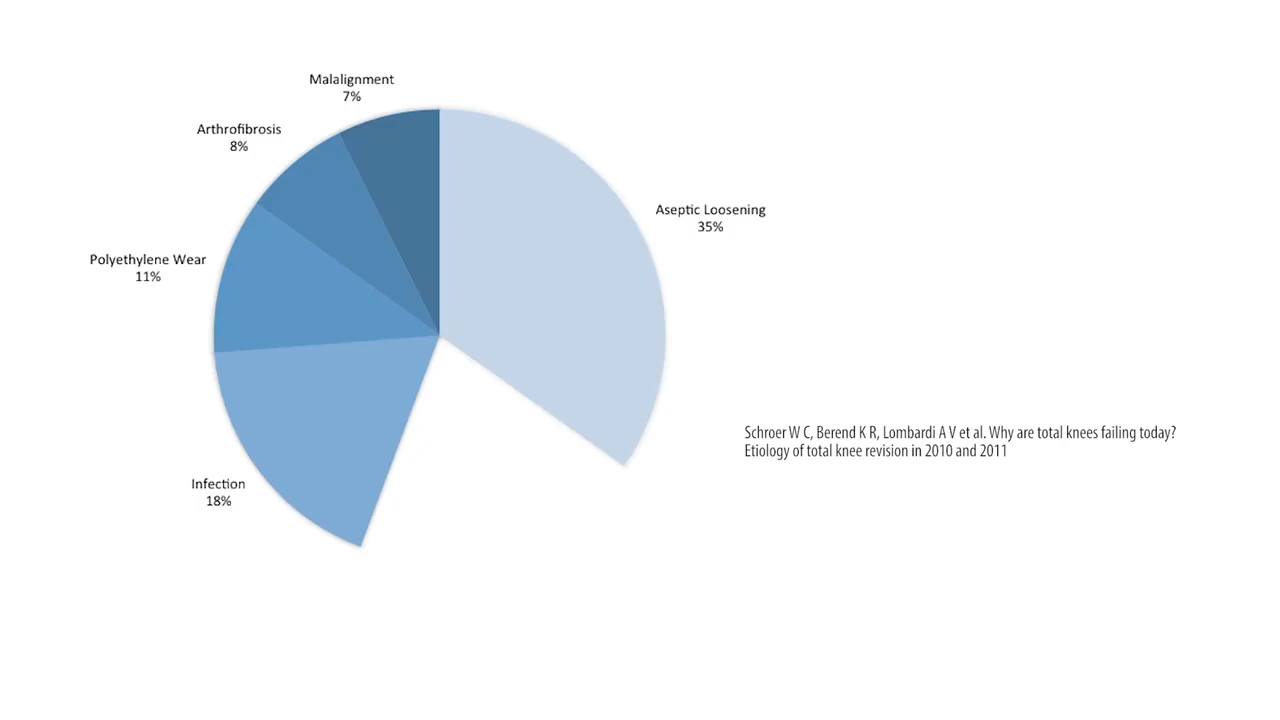 Malalignment
7%
Arthrofibrosis
8%
Aseptic Loosening
35%
Polyethylene Wear
11%
Schroer W C, Berend K R, Lombardi A V et al. Why are total knees failing today?
Etiology of total knee revision in 2010 and 2011
Infection
18%